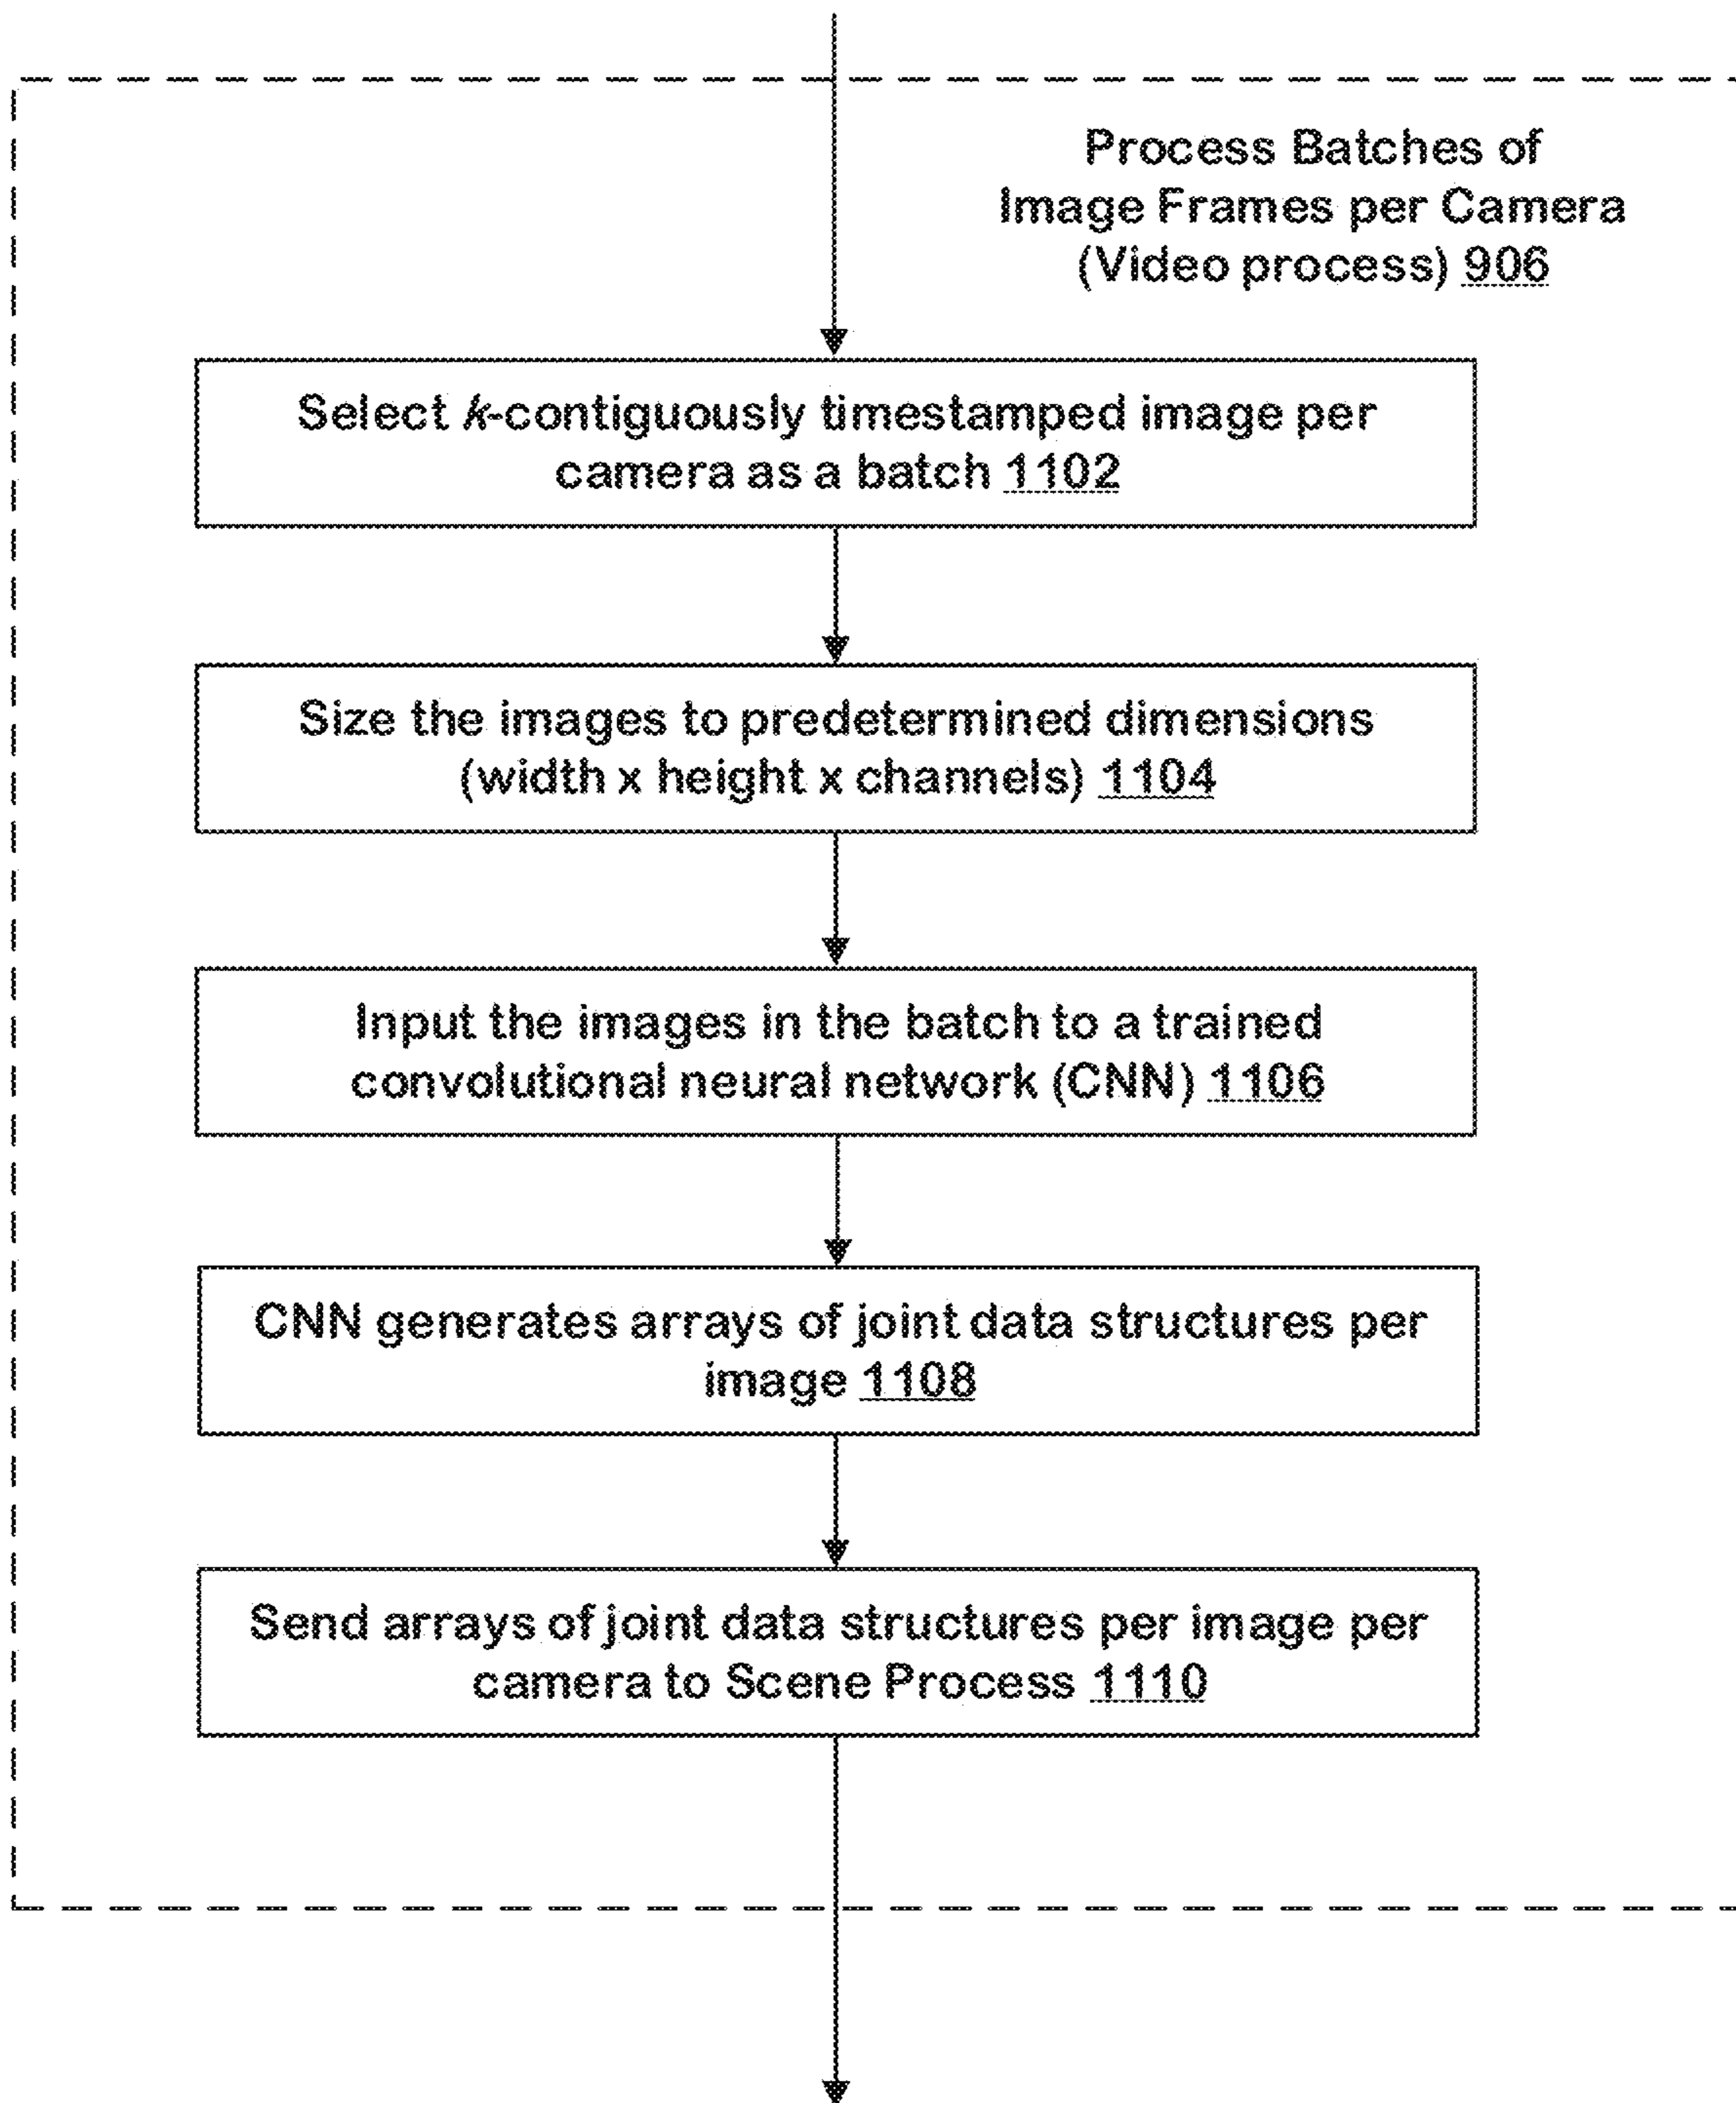 Process Batches of
Image Frames per Camera
(Video process) 906
Select k-contiguously timestamped image per
camera as a batch 1102
Size the images to predetermined dimensions
(width x height x channels) 1104
Input the images in the batch to a trained
convolutional neural network (CNN) 1106
CNN generates arrays of joint data structures per
image 1108
Send arrays of joint data structures per image per
camera to Scene Process 1110